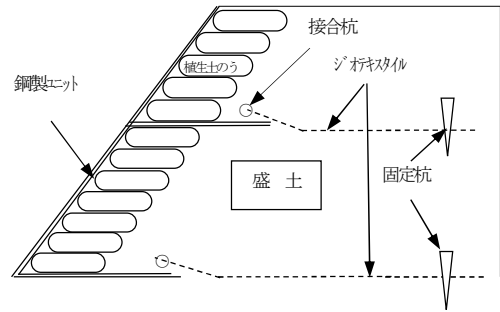 接合杭
植生土のう
ｼﾞｵﾃｷｽﾀｲﾙ
鋼製ﾕﾆｯﾄ
固定杭
盛 土